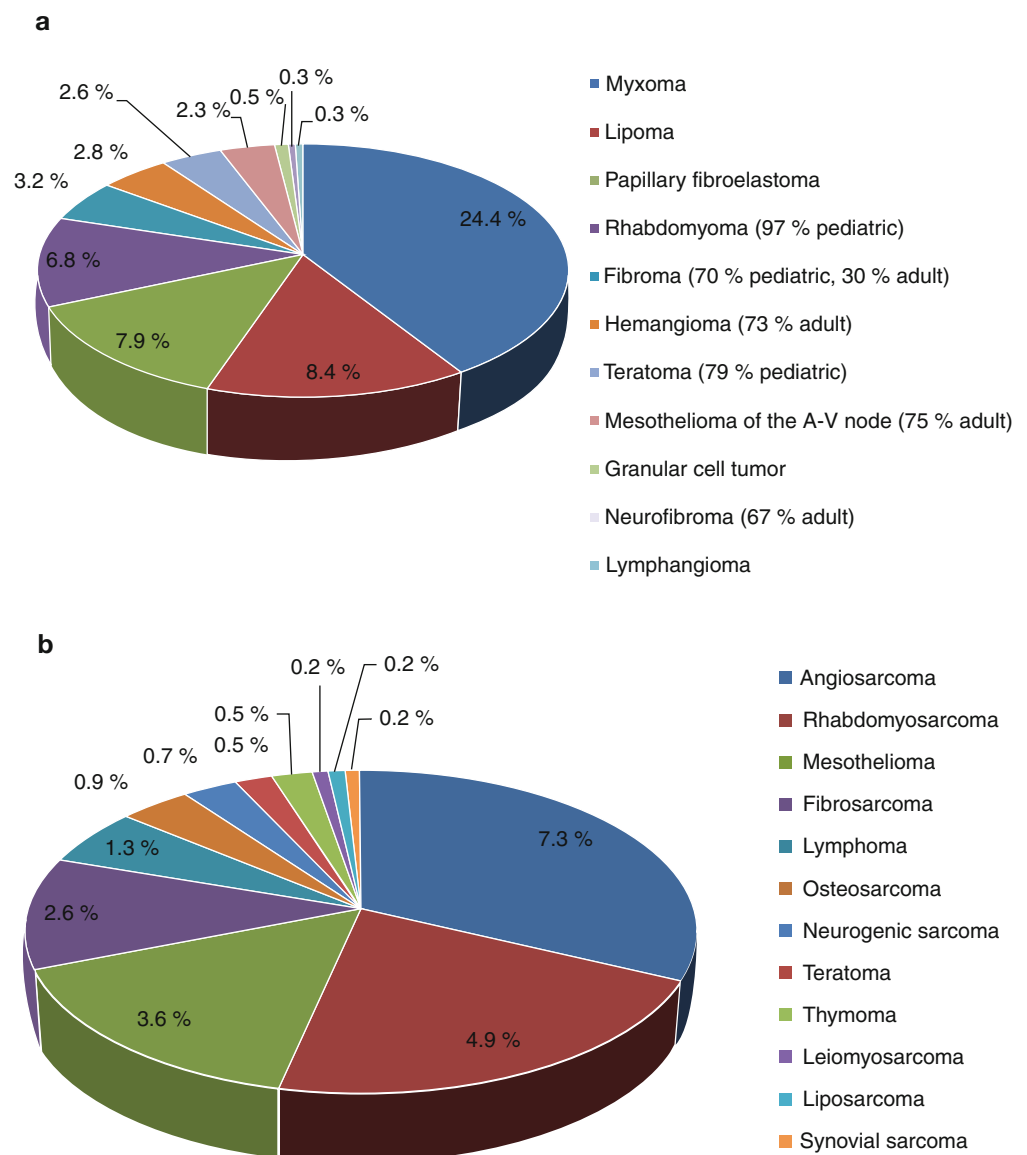 a
0.3 %
2.6 %
0.5 %
2.3 %
0.3 %
2.8 %
3.2 %
24.4 %
6.8 %
7.9 %
8.4 %
Myxoma
Lipoma
Papillary fibroelastoma
Rhabdomyoma (97 % pediatric)
Fibroma (70 % pediatric, 30 % adult)
Hemangioma (73 % adult)
Teratoma (79 % pediatric)
Mesothelioma of the A-V node (75 % adult)
Granular cell tumor
Neurofibroma (67 % adult)
Lymphangioma
b
0.2 %
0.2 %
0.5 %
0.2 %
0.5 %
0.7 %
0.9 %
1.3 %
7.3 %
2.6 %
3.6 %
4.9 %
Angiosarcoma
Rhabdomyosarcoma
Mesothelioma
Fibrosarcoma
Lymphoma
Osteosarcoma
Neurogenic sarcoma
Teratoma
Thymoma
Leiomyosarcoma
Liposarcoma
Synovial sarcoma